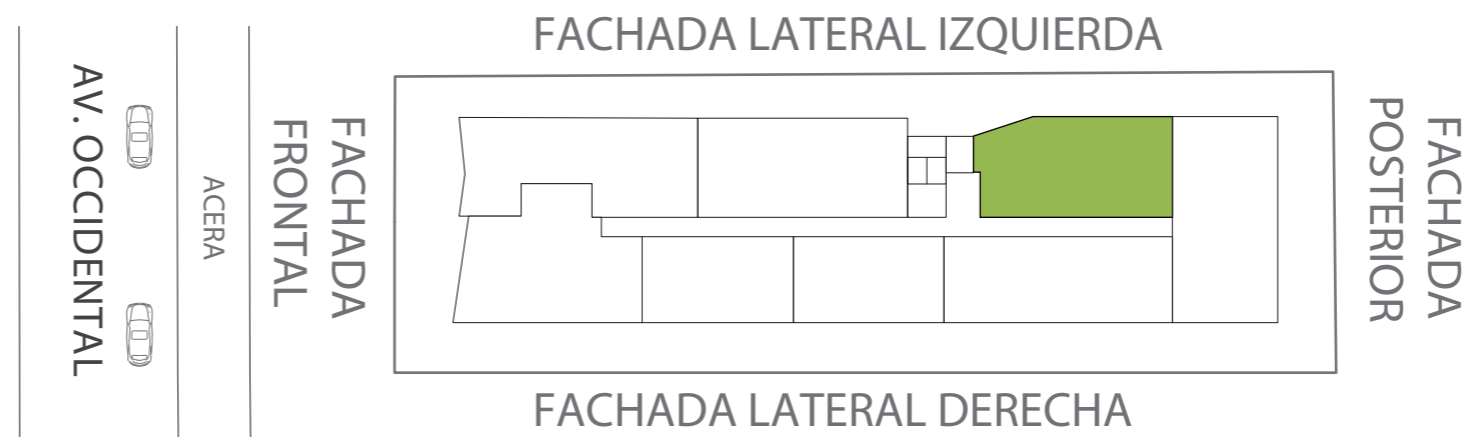 FACHADA LATERAL IZQUIERDA
AV. OCCIDENTAL
ACERA
FACHADA
FRONTAL
FACHADA
POSTERIOR
FACHADA LATERAL DERECHA